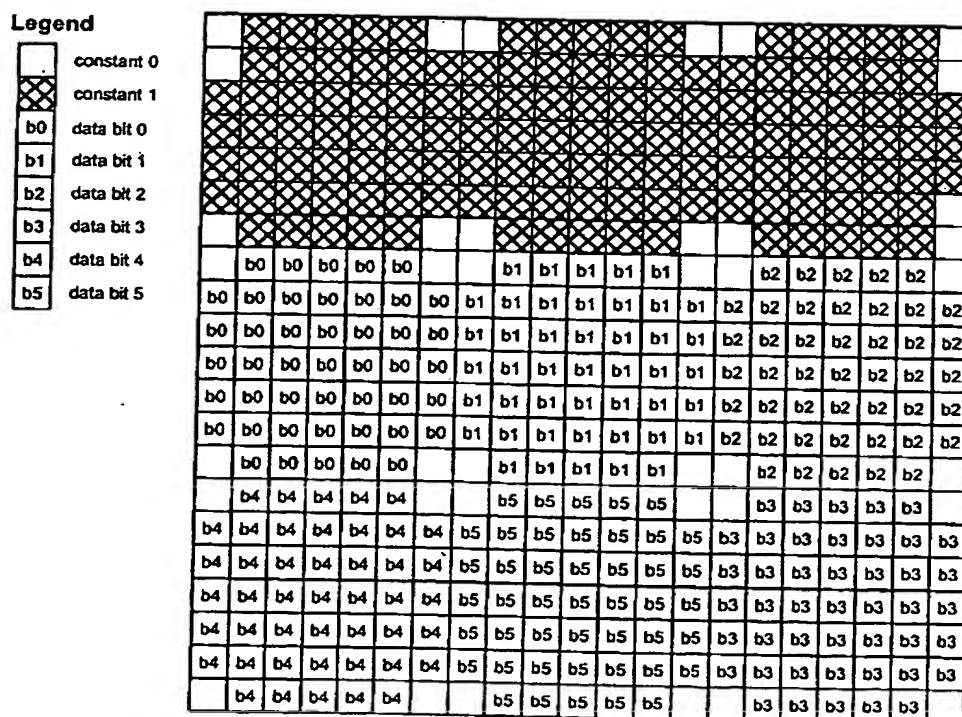 Legend
constant 0
constant 1
b0 data bit 0
b1 data bit 1
b2 data bit 2
b3 data bit 3
b4 data bit 4
b5 data bit 5
b0 b0 b0 b0 b0 b1 b1 b1 b1 b1 b2 b2 b2 b2 b2
b0 b0 b0 b0 b0 b0 b0 b1 b1 b1 b1 b1 b1 b1 b2 b2 b2 b2 b2 b2 b2
b0 b0 b0 b0 b0 b0 b0 b1 b1 b1 b1 b1 b1 b1 b2 b2 b2 b2 b2 b2 b2
b0 b0 b0 b0 b0 b0 b0 b1 b1 b1 b1 b1 b1 b1 b2 b2 b2 b2 b2 b2 b2
b0 b0 b0 b0 b0 b0 b0 b1 b1 b1 b1 b1 b1 b1 b2 b2 b2 b2 b2 b2 b2
b0 b0 b0 b0 b0 b0 b0 b1 b1 b1 b1 b1 b1 b1 b2 b2 b2 b2 b2 b2 b2
b0 b0 b0 b0 b0 b1 b1 b1 b1 b1 b2 b2 b2 b2 b2
b4 b4 b4 b4 b4 b5 b5 b5 b5 b5 b3 b3 b3 b3 b3
b4 b4 b4 b4 b4 b4 b4 b5 b5 b5 b5 b5 b5 b5 b3 b3 b3 b3 b3 b3 b3
b4 b4 b4 b4 b4 b4 b4 b5 b5 b5 b5 b5 b5 b5 b3 b3 b3 b3 b3 b3 b3
b4 b4 b4 b4 b4 b4 b4 b5 b5 b5 b5 b5 b5 b5 b3 b3 b3 b3 b3 b3 b3
b4 b4 b4 b4 b4 b4 b4 b5 b5 b5 b5 b5 b5 b5 b3 b3 b3 b3 b3 b3 b3
b4 b4 b4 b4 b4 b4 b4 b5 b5 b5 b5 b5 b5 b5 b3 b3 b3 b3 b3 b3 b3
b4 b4 b4 b4 b4 b5 b5 b5 b5 b5 b3 b3 b3 b3 b3